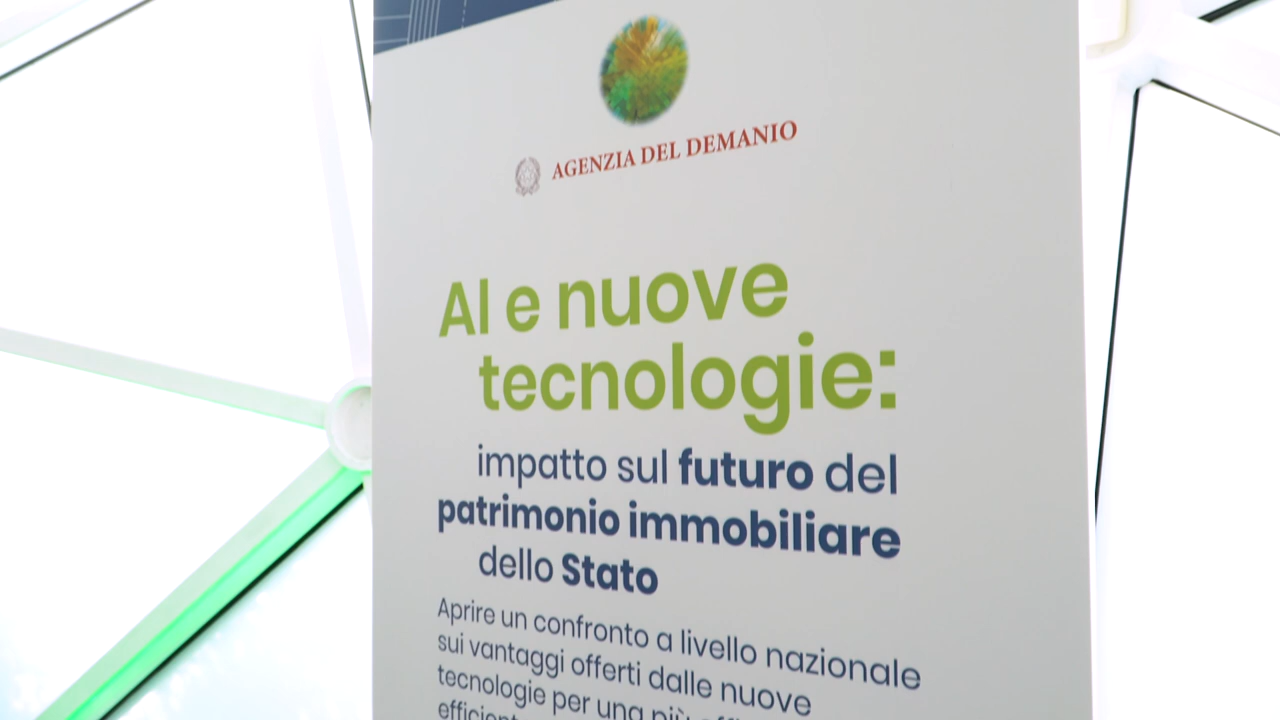 AGENZIA DEL DEMANIO
AI e nuove
tecnologie:
impatto sul futuro del
patrimonio immobiliare
dello Stato
Aprire un confronto a livello nazionale
sui vantaggi offerti dalle nuove
tecnologie per una più